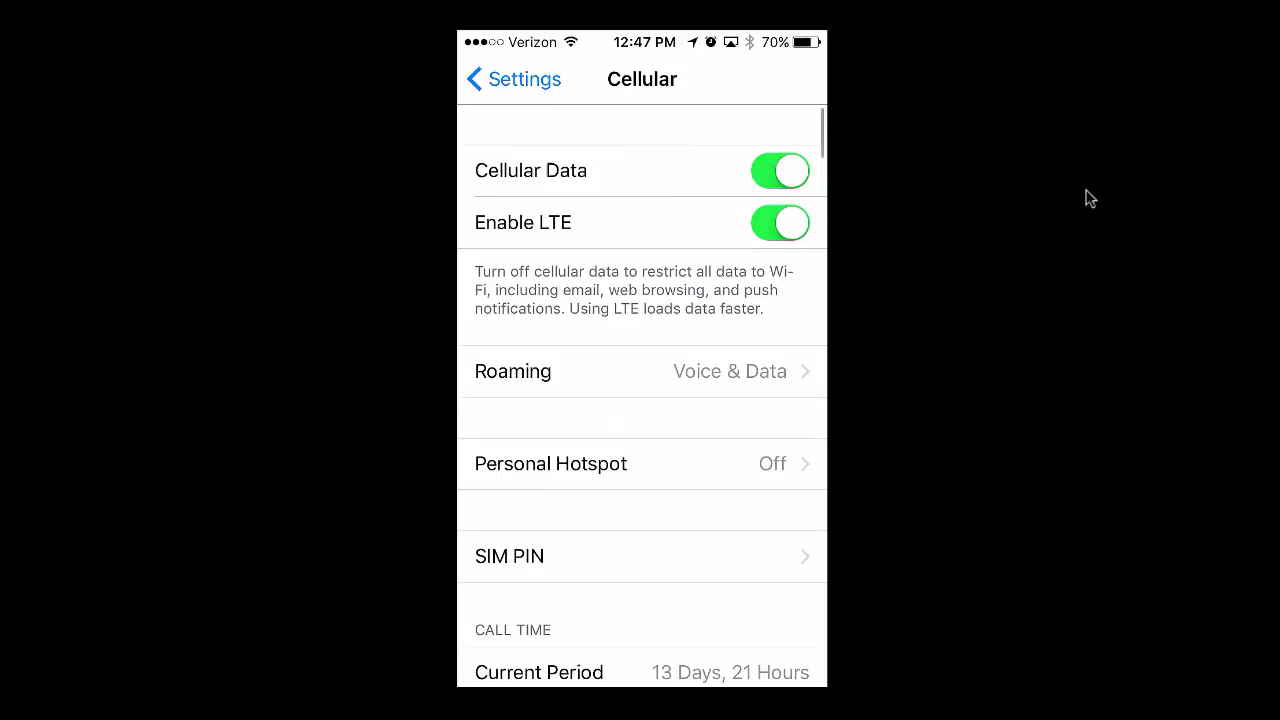 Verizon 12:47 PM 70%
Settings Cellular
Cellular Data
Enable LTE
Turn off cellular data to restrict all data to Wi-
Fi, including email, web browsing, and push
notifications. Using LTE loads data faster.
Roaming Voice & Data
Personal Hotspot Off
SIM PIN
CALL TIME
Current Period 13 Days, 21 Hours